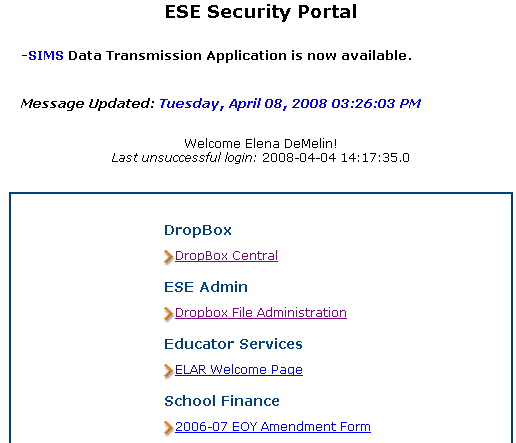 ESE Security Portal
-SIMS Data Transmission Application is now available.
Message Updated: Tuesday, April 08, 2008 03:26:03 PM
Welcome Elena DeMelin!
Last unsuccessful login: 2008-04-04 14:17:35.0
DropBox
DropBox Central
ESE Admin
Dropbox File Administration
Educator Services
ELAR Welcome Page
School Finance
2006-07 EOY Amendment Form